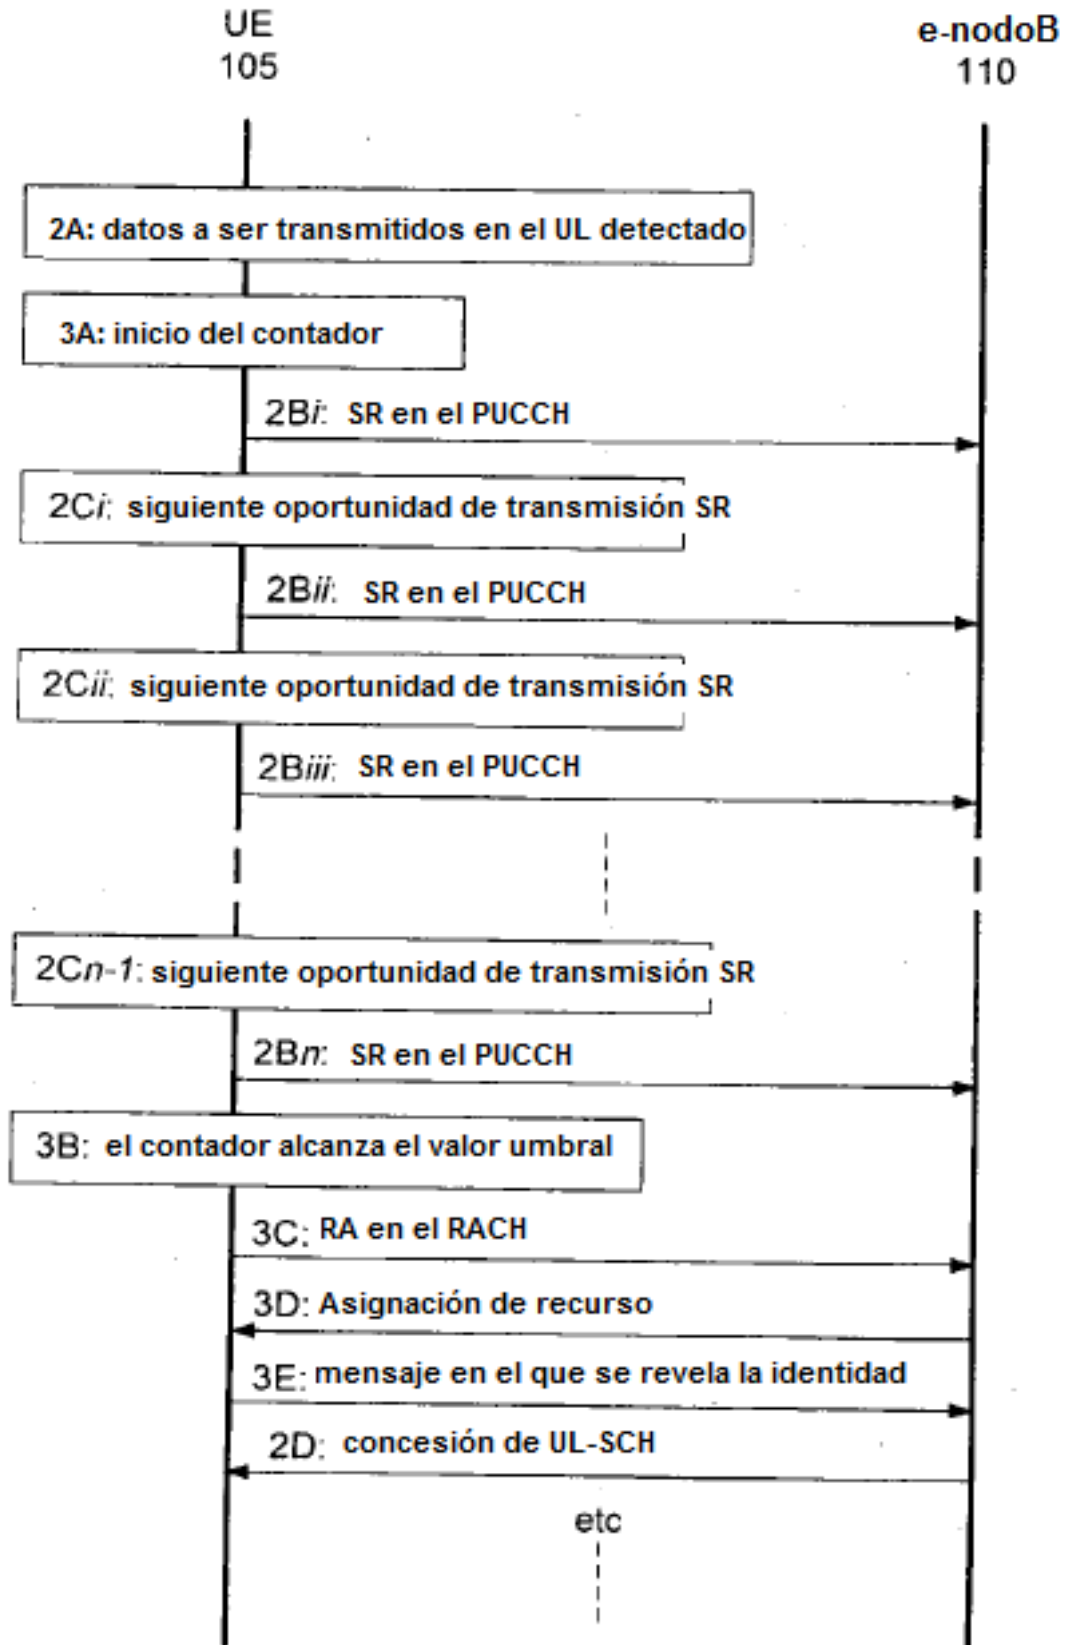 UE
105
e-nodoB
110
2A: datos a ser transmitidos en el UL detectado
3A: inicio del contador
2Bi: SR en el PUCCH
2Ci: siguiente oportunidad de transmisión SR
2Bii: SR en el PUCCH
2Cii: siguiente oportunidad de transmisión SR
2Biii: SR en el PUCCH
2Cn-1: siguiente oportunidad de transmisión SR
2Bn: SR en el PUCCH
3B: el contador alcanza el valor umbral
3C: RA en el RACH
3D: Asignación de recurso
3E: mensaje en el que se revela la identidad
2D: concesión de UL-SCH
etc